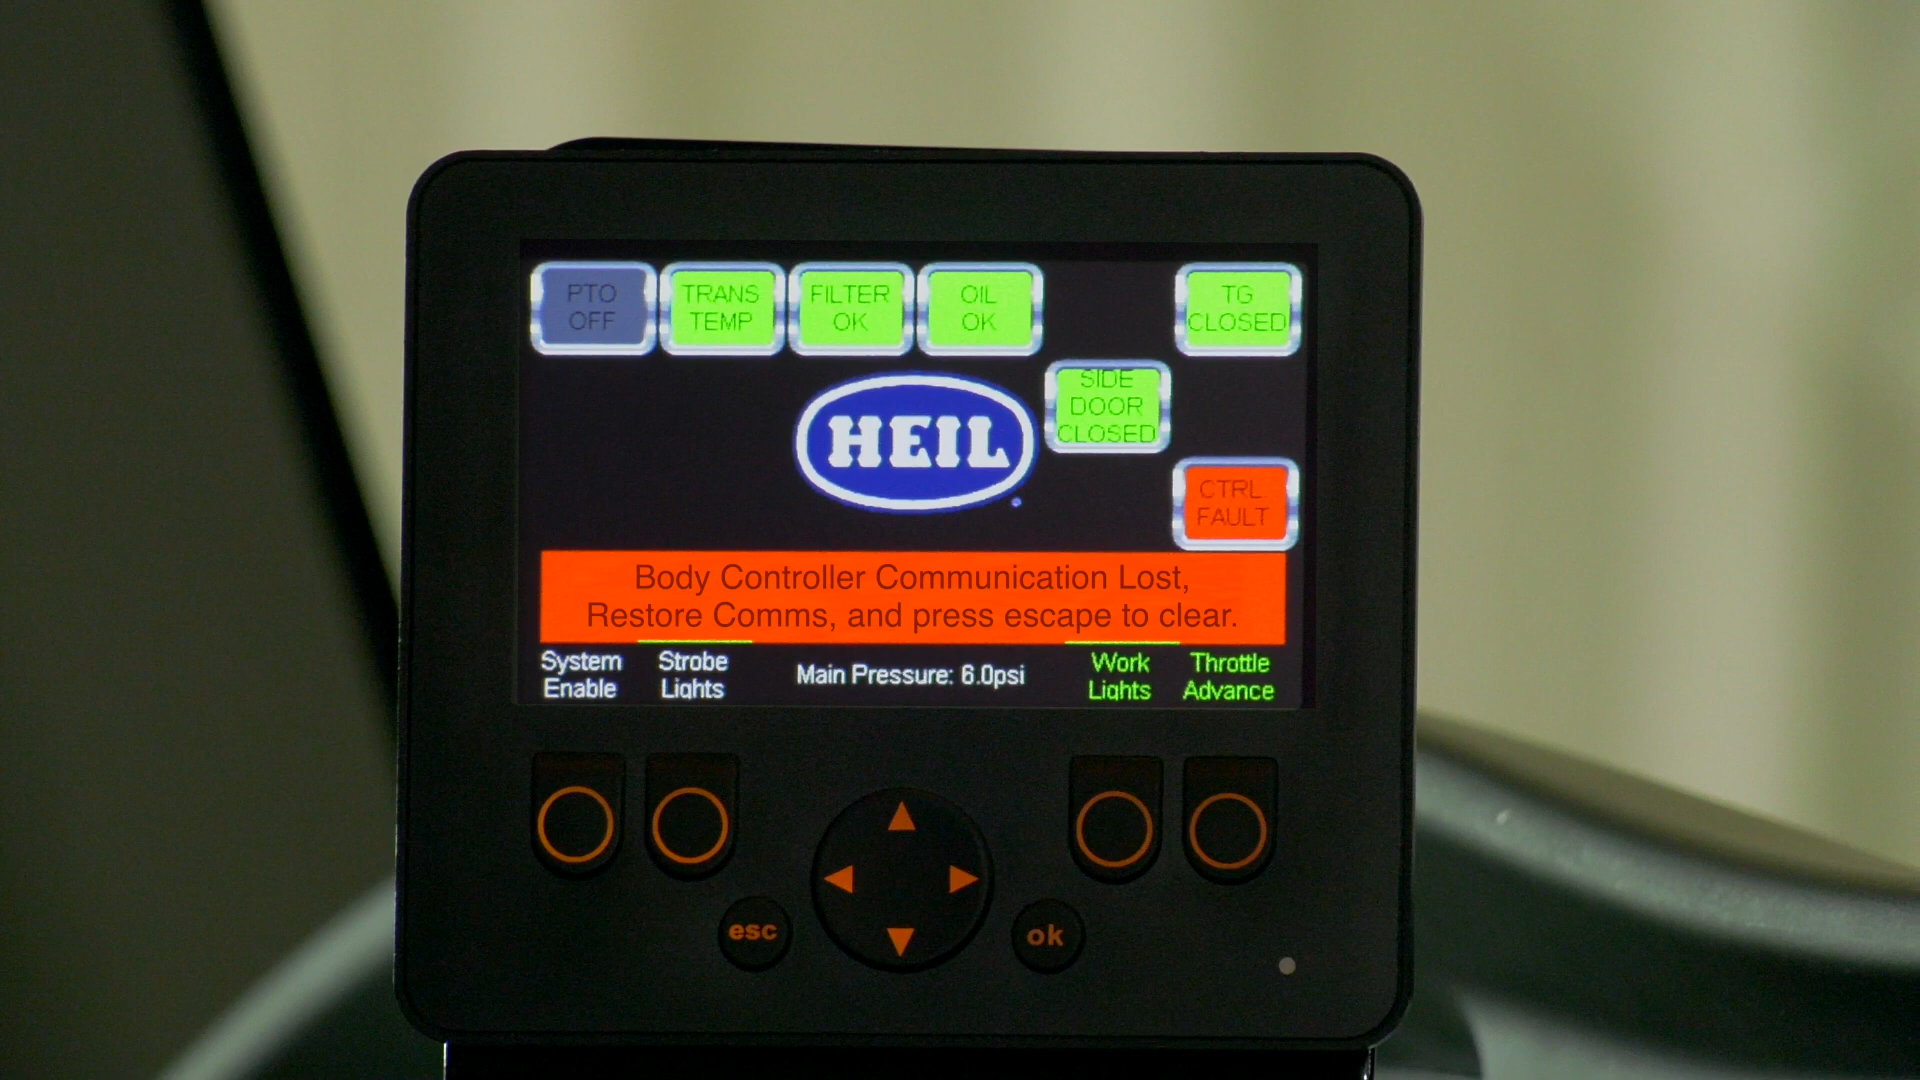 PTO
OFF
TRANS
TEMP
FILTER
OK
OIL
OK
TG
CLOSED
SIDE
DOOR
CLOSED
HEIL
CTRL
FAULT
Body Controller Communication Lost,
Restore Comms, and press escape to clear.
System
Enable
Strobe
Lights
Main Pressure: 6.0psi
Work
Lights
Throttle
Advance
esc
ok